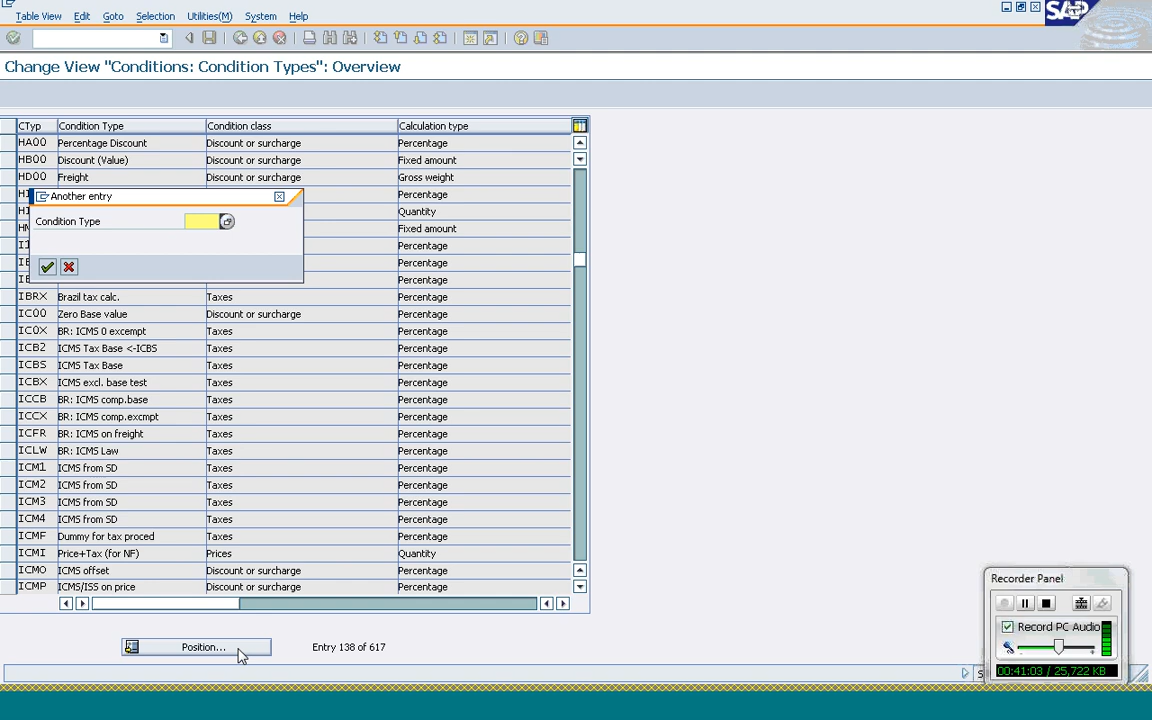 Table View Edit Goto Selection Utilities(M) System Help
SAP
Change View "Conditions: Condition Types": Overview
CTyp Condition Type Condition class Calculation type
HA00 Percentage Discount Discount or surcharge Percentage
HB00 Discount (Value) Discount or surcharge Fixed amount
HD00 Freight Discount or surcharge Gross weight
Another entry Percentage
Condition Type Quantity
Fixed amount
Percentage
Percentage
Percentage
IBRX Brazil tax calc. Taxes Percentage
IC00 Zero Base value Discount or surcharge Percentage
IC0X BR: ICMS 0 excempt Taxes Percentage
ICB2 ICMS Tax Base <-ICBS Taxes Percentage
ICBS ICMS Tax Base Taxes Percentage
ICBX ICMS excl. base test Taxes Percentage
ICCB BR: ICMS comp.base Taxes Percentage
ICCX BR: ICMS comp.excmpt Taxes Percentage
ICFR BR: ICMS on freight Taxes Percentage
ICLW BR: ICMS Law Taxes Percentage
ICM1 ICMS from SD Taxes Percentage
ICM2 ICMS from SD Taxes Percentage
ICM3 ICMS from SD Taxes Percentage
ICM4 ICMS from SD Taxes Percentage
ICMF Dummy for tax proced Taxes Percentage
ICMI Price+Tax (for NF) Prices Quantity
ICMO ICMS offset Discount or surcharge Percentage
ICMP ICMS/ISS on price Discount or surcharge Percentage
Position... Entry 138 of 617
Recorder Panel
Record PC Audio
00:41:03 / 25,722 KB